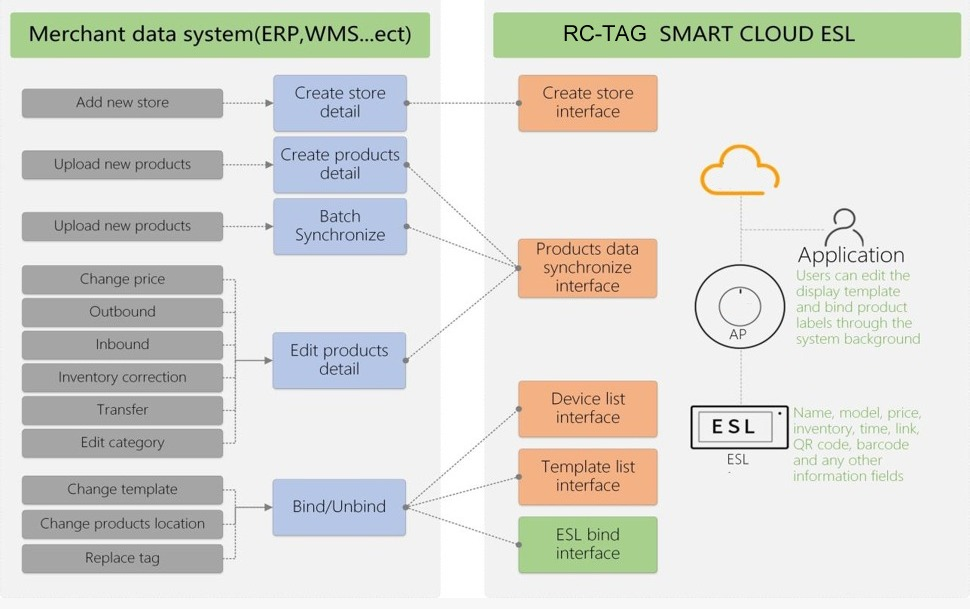 Merchant data system(ERP,WMS...ect)
RC-TAG SMART CLOUD ESL
Add new store
Create store
detail
Create store
interface
Upload new products
Create products
detail
Upload new products
Batch
Synchronize
Products data
synchronize
interface
Change price
Outbound
Inbound
Inventory correction
Transfer
Edit category
Edit products
detail
Change template
Change products location
Replace tag
Bind/Unbind
Device list
interface
Template list
interface
ESL bind
interface
Application
Users can edit the
display template
and bind product
labels through the
system background
AP
ESL
ESL
Name, model, price,
inventory, time, link,
QR code, barcode
and any other
information fields